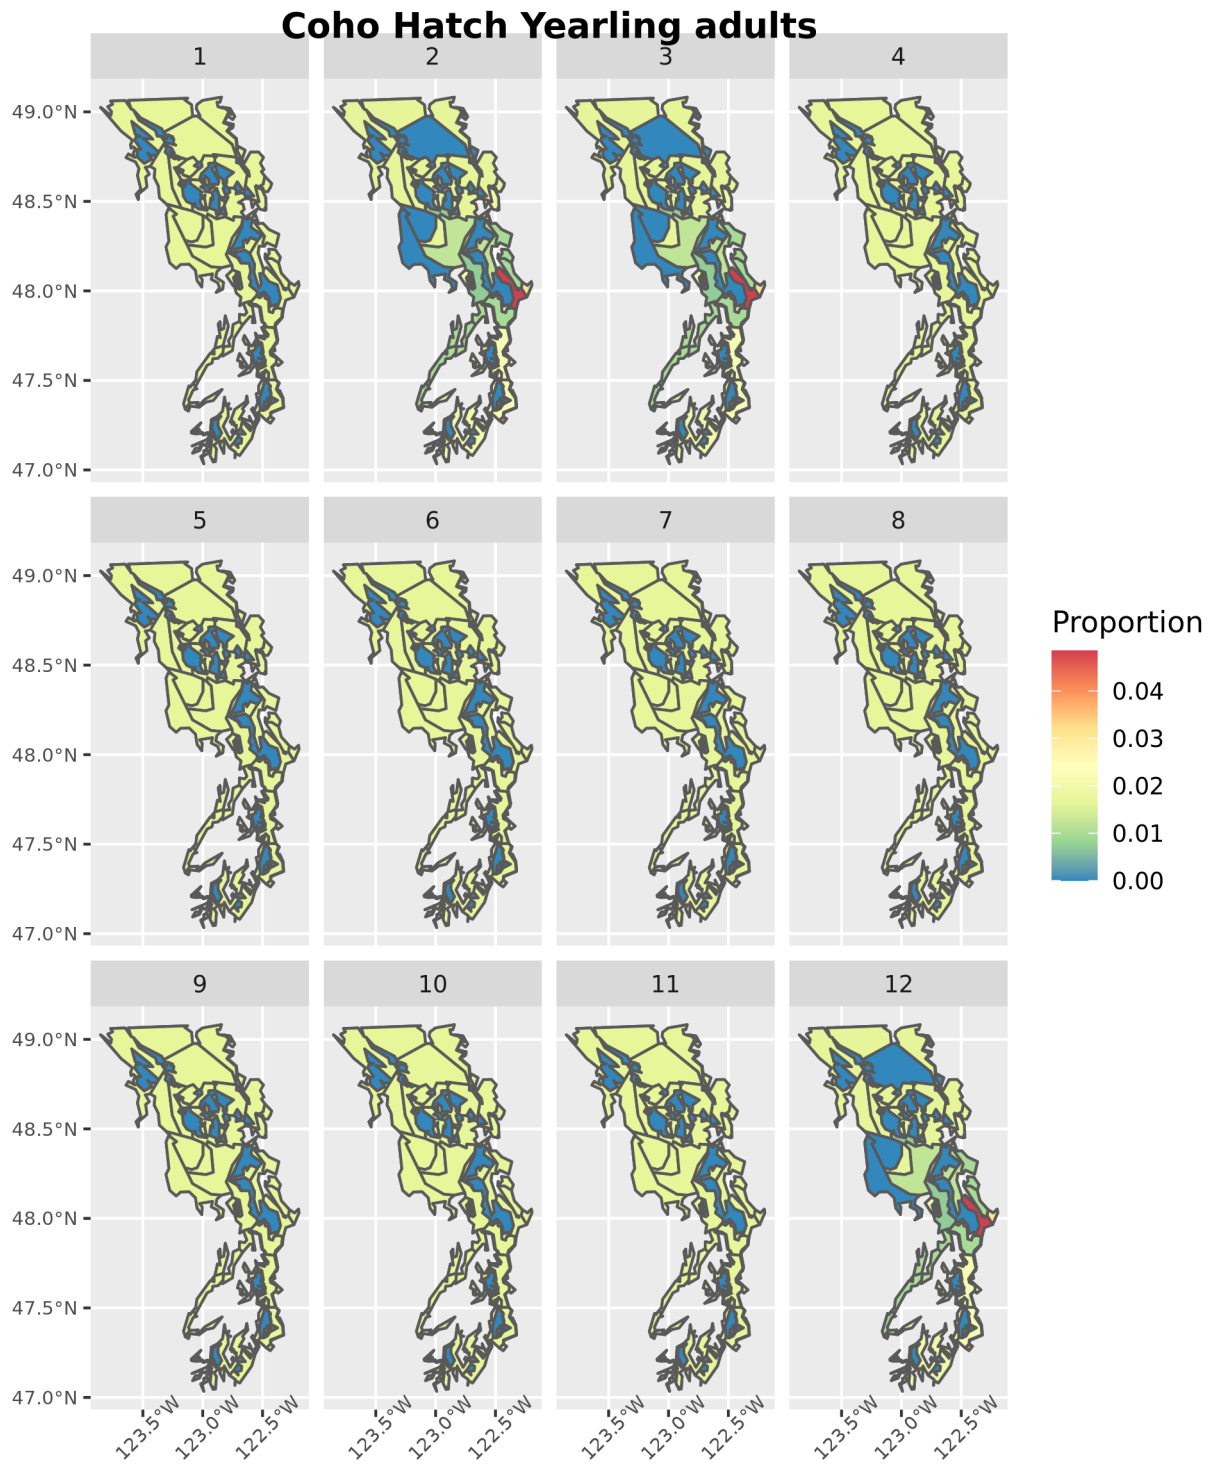 Coho Hatch Yearling adults
1 2 3 4
49.0°N
48.5°N
48.0°N
47.5°N
47.0°N
5 6 7 8
49.0°N
48.5°N
48.0°N
47.5°N
47.0°N
Proportion
0.04
0.03
0.02
0.01
0.00
9 10 11 12
49.0°N
48.5°N
48.0°N
47.5°N
47.0°N
123.5°W 123.0°W 122.5°W 123.5°W 123.0°W 122.5°W 123.5°W 123.0°W 122.5°W 123.5°W 123.0°W 122.5°W